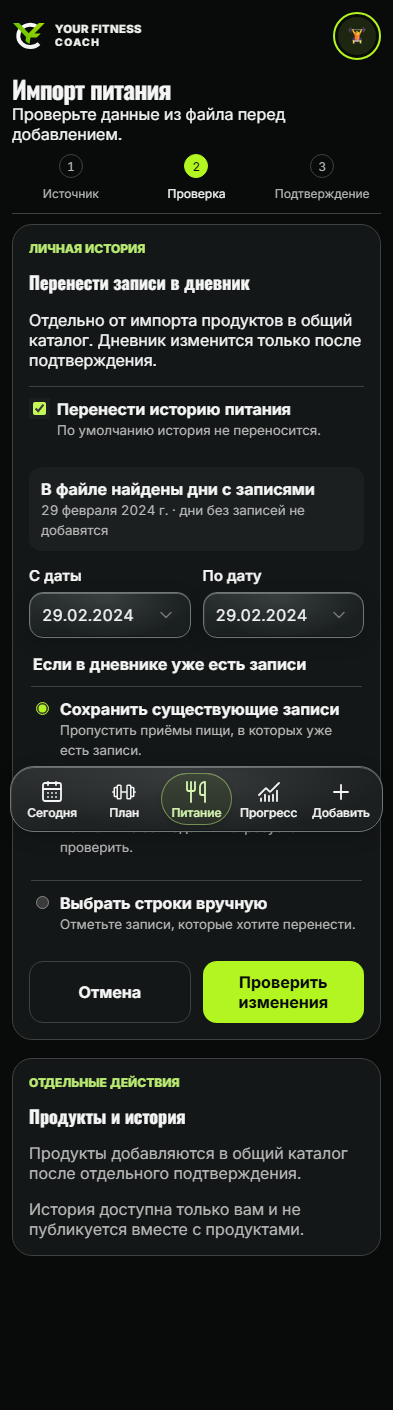 YOUR FITNESS
COACH
Импорт питания
Проверьте данные из файла перед
добавлением.
1
2
3
Источник
Проверка
Подтверждение
ЛИЧНАЯ ИСТОРИЯ
Перенести записи в дневник
Отдельно от импорта продуктов в общий
каталог. Дневник изменится только после
подтверждения.
Перенести историю питания
По умолчанию история не переносится.
В файле найдены дни с записями
29 февраля 2024 г. · дни без записей не
добавятся
С даты
По дату
29.02.2024
29.02.2024
Если в дневнике уже есть записи
Сохранить существующие записи
Пропустить приёмы пищи, в которых уже
есть записи.
Сегодня
План
Питание
Прогресс
Добавить
проверить.
Выбрать строки вручную
Отметьте записи, которые хотите перенести.
Отмена
Проверить
изменения
ОТДЕЛЬНЫЕ ДЕЙСТВИЯ
Продукты и история
Продукты добавляются в общий каталог
после отдельного подтверждения.
История доступна только вам и не
публикуется вместе с продуктами.